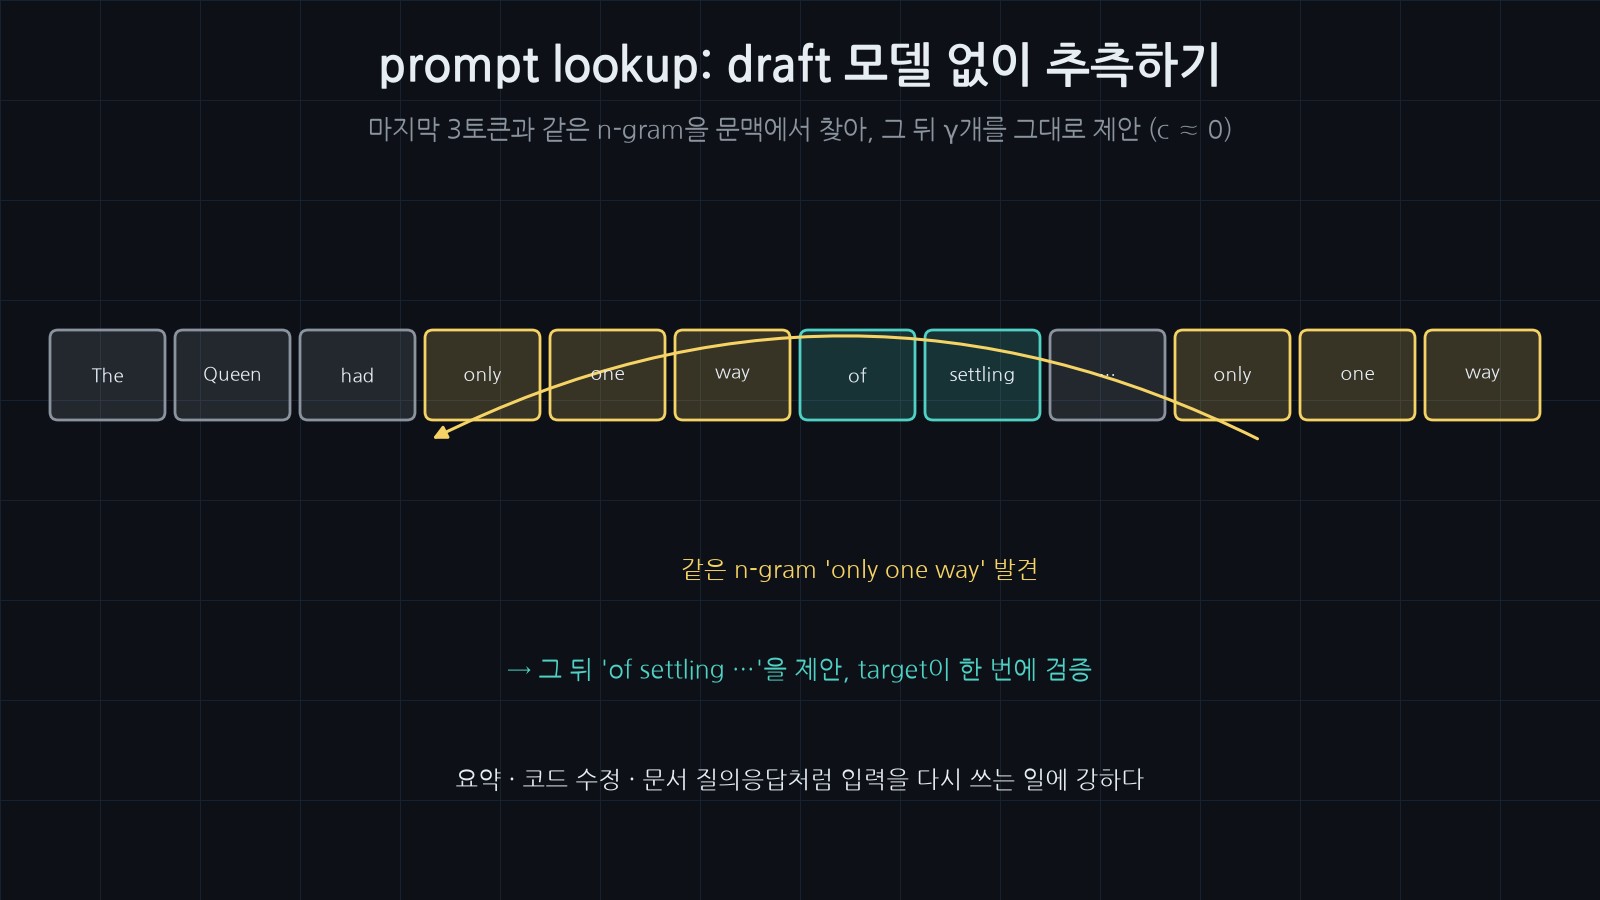 prompt lookup: draft 모델 없이 추측하기
마지막 3토큰과 같은 n-gram을 문맥에서 찾아, 그 뒤 γ개를 그대로 제안 (c ≈ 0)
The Queen had only one way of settling … only one way
같은 n-gram 'only one way' 발견
→ 그 뒤 'of settling …'을 제안, target이 한 번에 검증
요약 · 코드 수정 · 문서 질의응답처럼 입력을 다시 쓰는 일에 강하다